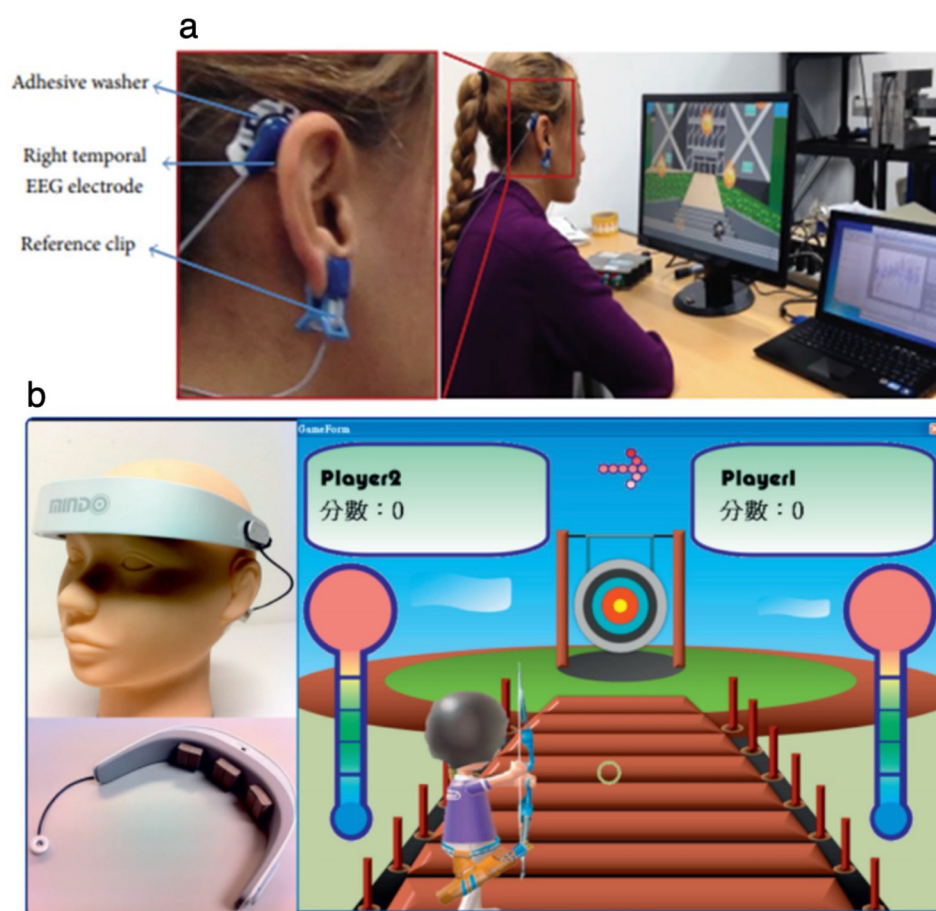 a
Adhesive washer
Right temporal
EEG electrode
Reference clip
b
MINDO
GameForm
Player2
分數：0
Player1
分數：0